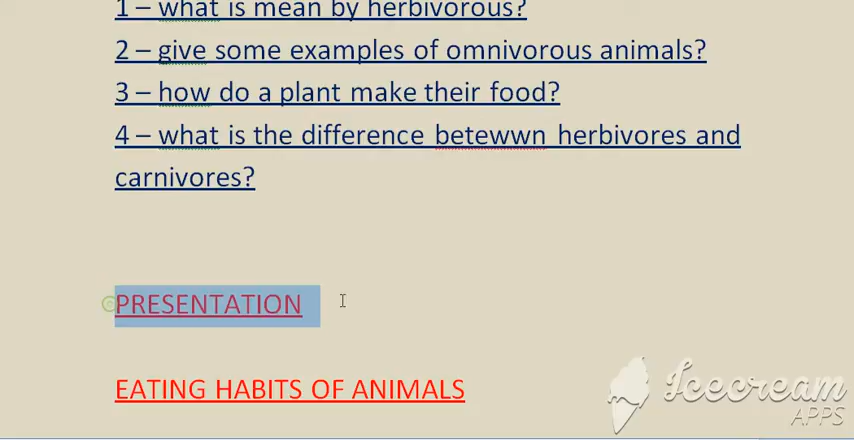 1 – what is mean by herbivorous?
2 – give some examples of omnivorous animals?
3 – how do a plant make their food?
4 – what is the difference betewwn herbivores and
carnivores?
PRESENTATION
EATING HABITS OF ANIMALS
Icecream
APPS